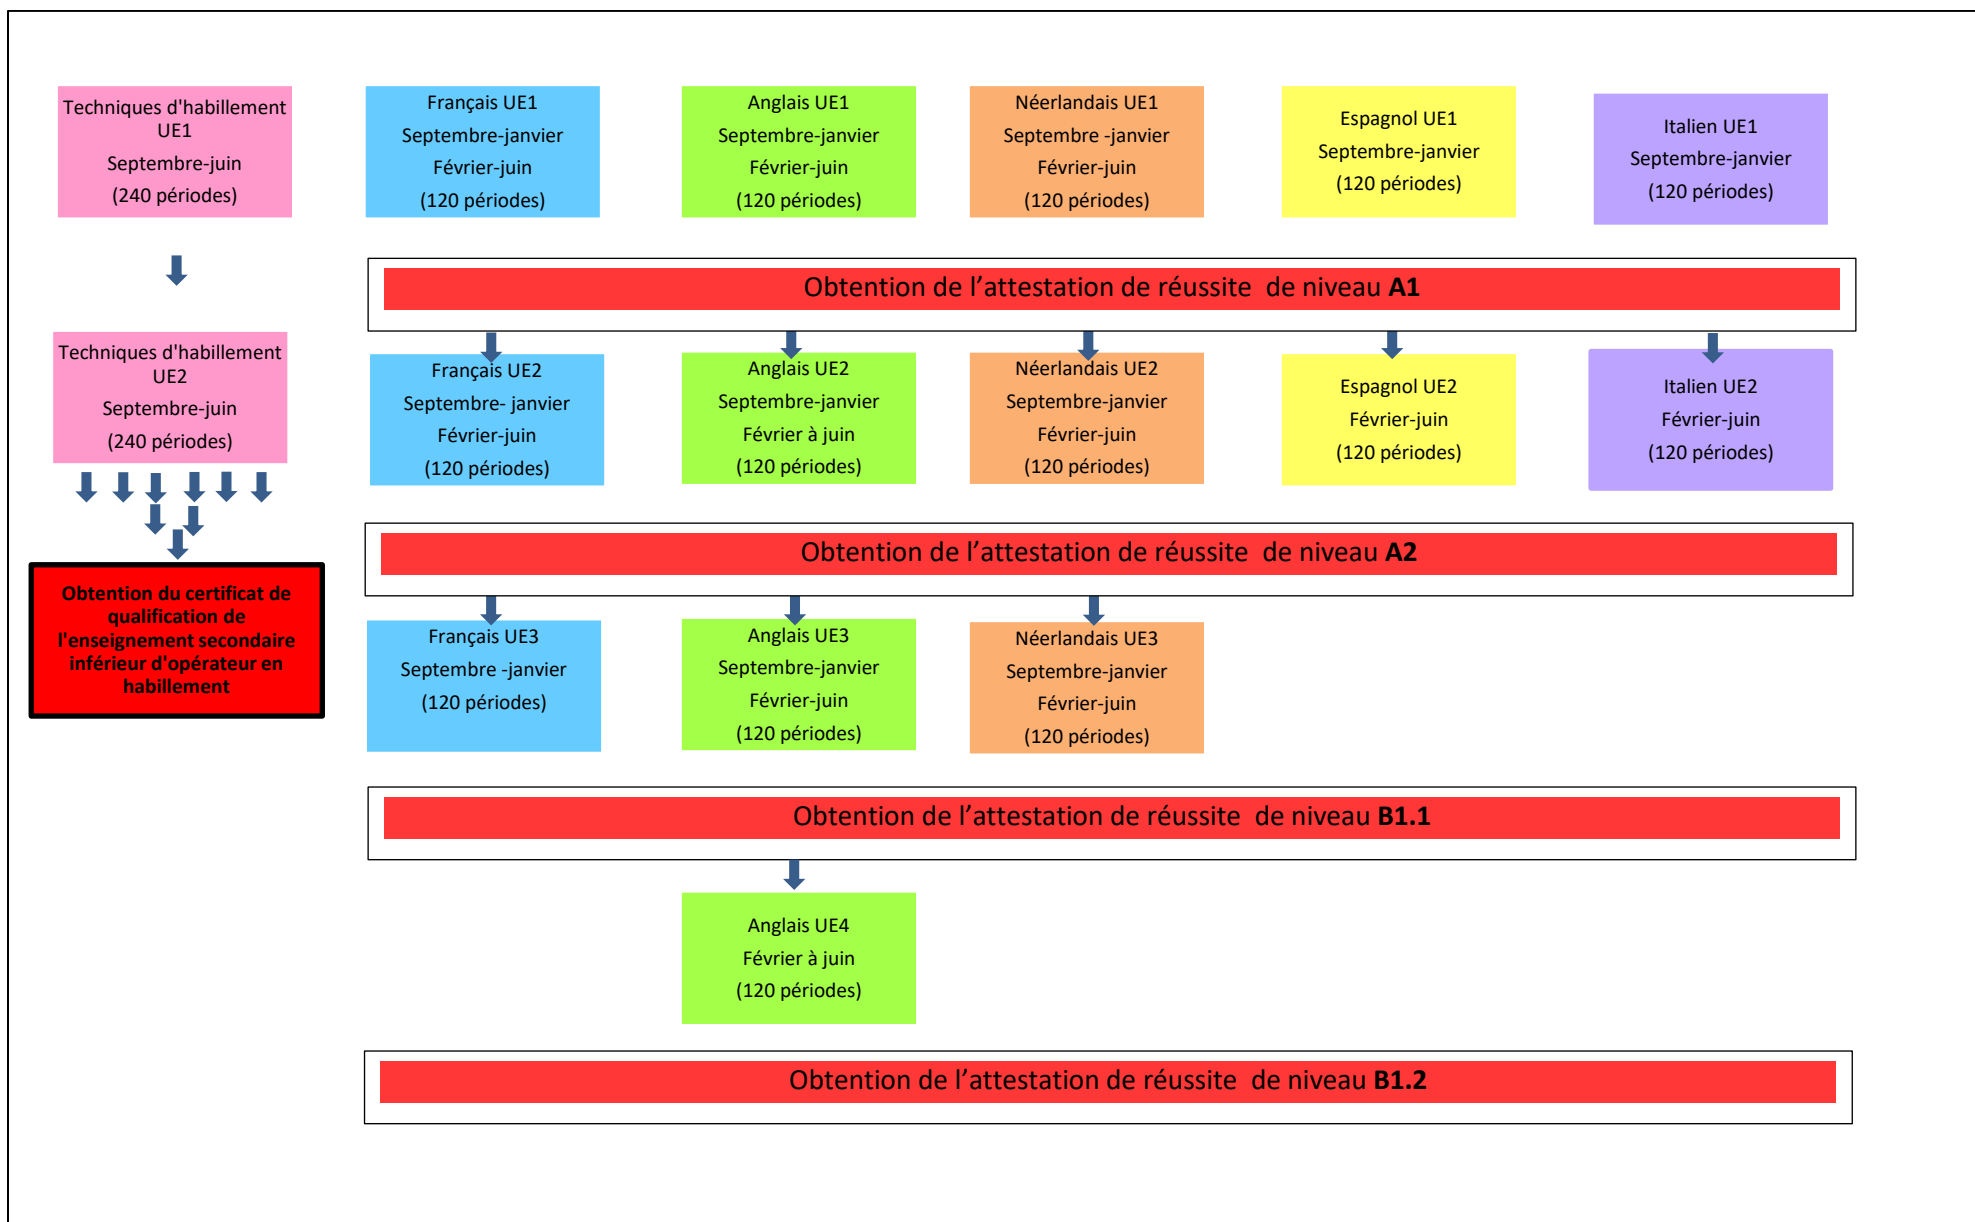 Techniques d'habillement
UE1
Septembre-juin
(240 périodes)
Français UE1
Septembre-janvier
Février-juin
(120 périodes)
Anglais UE1
Septembre-janvier
Février-juin
(120 périodes)
Néerlandais UE1
Septembre -janvier
Février-juin
(120 périodes)
Espagnol UE1
Septembre-janvier
(120 périodes)
Italien UE1
Septembre-janvier
(120 périodes)
Obtention de l’attestation de réussite  de niveau A1
Techniques d'habillement
UE2
Septembre-juin
(240 périodes)
Français UE2
Septembre- janvier
Février-juin
(120 périodes)
Anglais UE2
Septembre-janvier
Février à juin
(120 périodes)
Néerlandais UE2
Septembre-janvier
Février-juin
(120 périodes)
Espagnol UE2
Février-juin
(120 périodes)
Italien UE2
Février-juin
(120 périodes)
Obtention de l’attestation de réussite  de niveau A2
Obtention du certificat de
qualification de
l'enseignement secondaire
inférieur d'opérateur en
habillement
Français UE3
Septembre -janvier
(120 périodes)
Anglais UE3
Septembre-janvier
Février-juin
(120 périodes)
Néerlandais UE3
Septembre-janvier
Février-juin
(120 périodes)
Obtention de l’attestation de réussite  de niveau B1.1
Anglais UE4
Février à juin
(120 périodes)
Obtention de l’attestation de réussite  de niveau B1.2